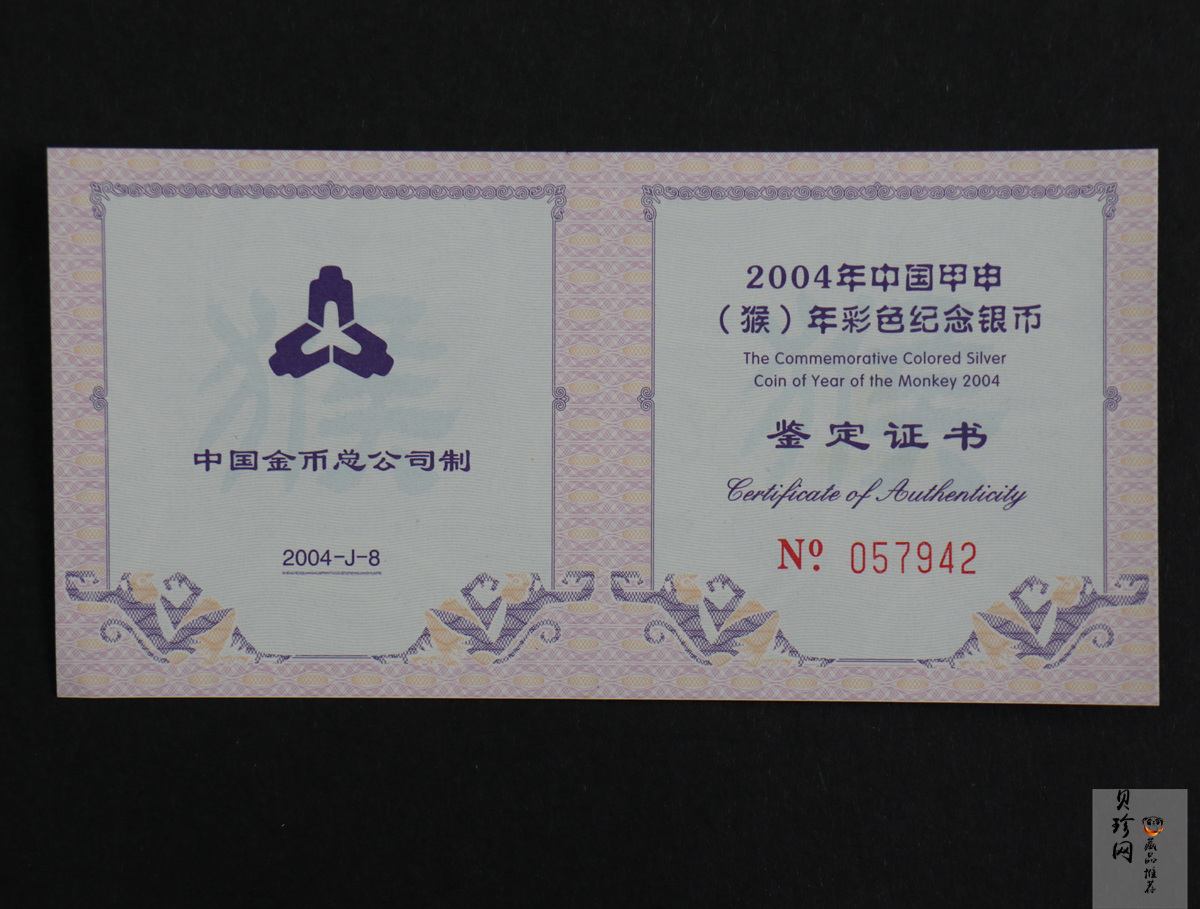 中国金币总公司制
2004-J-8
2004年中国甲申
（猴）年彩色纪念银币
The Commemorative Colored Silver
Coin of Year of the Monkey 2004
鉴定证书
Certificate of Authenticity
Nº. 057942
猴
猴
贝珍网
藏品推荐